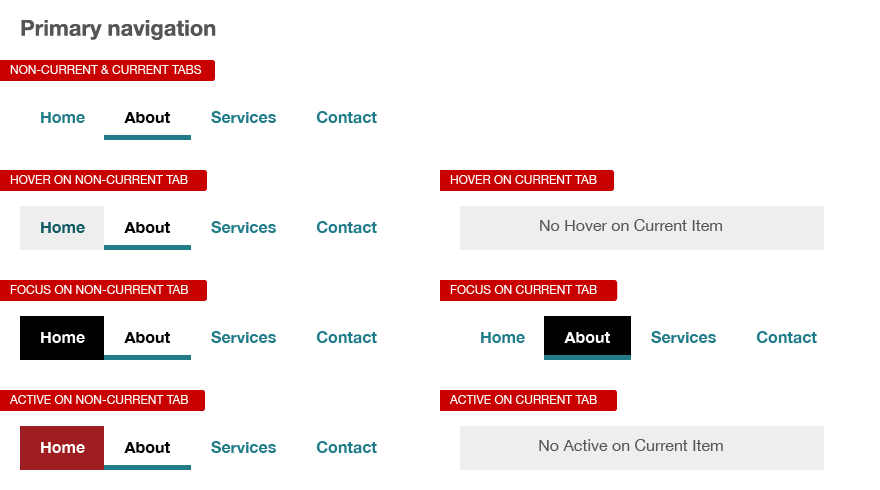 Primary navigation
NON-CURRENT & CURRENT TABS
Home About Services Contact
HOVER ON NON-CURRENT TAB HOVER ON CURRENT TAB
Home About Services Contact No Hover on Current Item
FOCUS ON NON-CURRENT TAB FOCUS ON CURRENT TAB
Home About Services Contact Home About Services Contact
ACTIVE ON NON-CURRENT TAB ACTIVE ON CURRENT TAB
Home About Services Contact No Active on Current Item